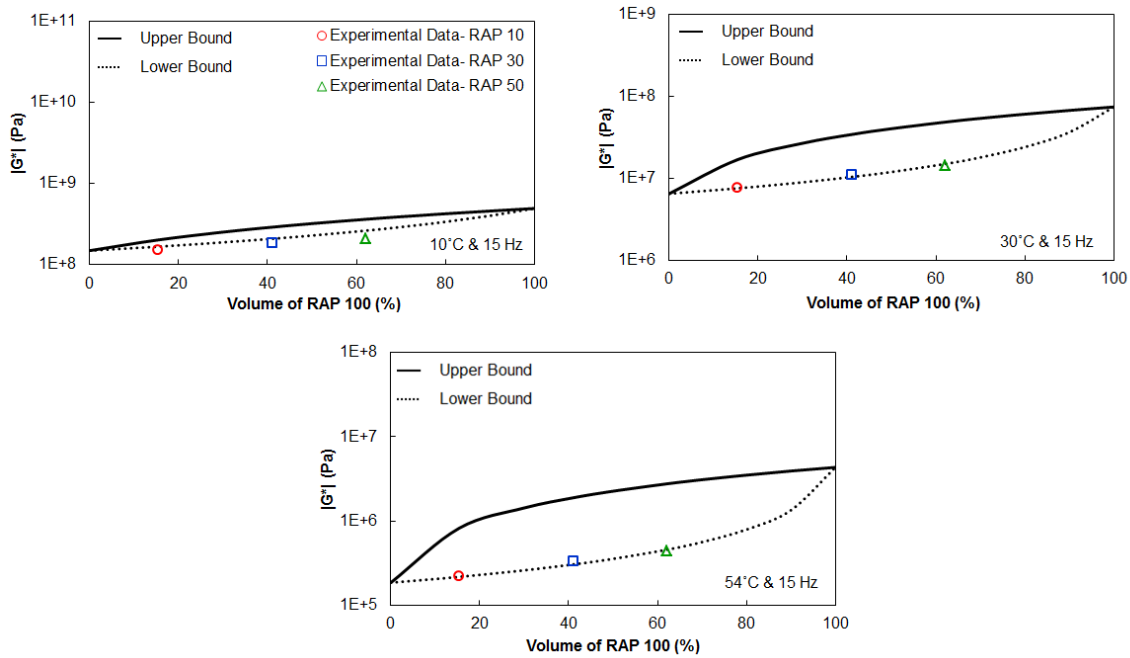 1E+11
1E+10
1E+9
1E+8
|G*| (Pa)
Upper Bound
Lower Bound
Experimental Data- RAP 10
Experimental Data- RAP 30
Experimental Data- RAP 50
10˚C & 15 Hz
0 20 40 60 80 100
Volume of RAP 100 (%)
1E+9
1E+8
1E+7
1E+6
|G*| (Pa)
Upper Bound
Lower Bound
30˚C & 15 Hz
0 20 40 60 80 100
Volume of RAP 100 (%)
1E+8
1E+7
1E+6
1E+5
|G*| (Pa)
Upper Bound
Lower Bound
54˚C & 15 Hz
0 20 40 60 80 100
Volume of RAP 100 (%)